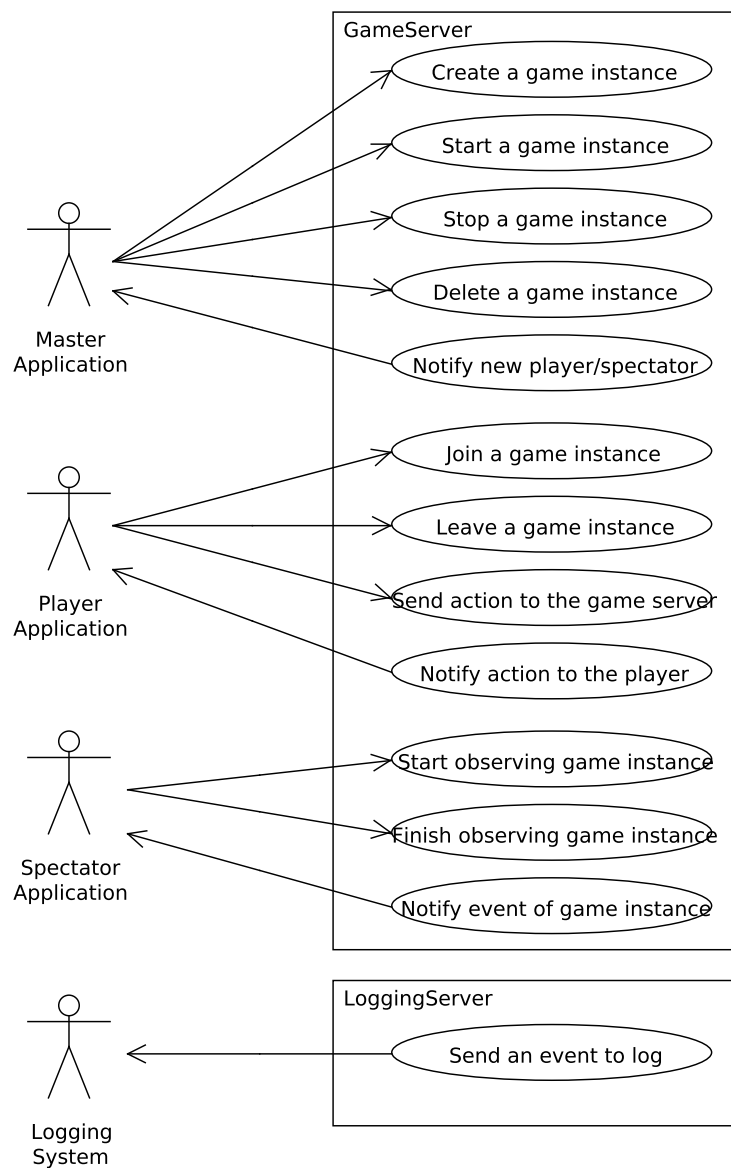 GameServer
Create a game instance
Start a game instance
Stop a game instance
Delete a game instance
Master
Application
Notify new player/spectator
Join a game instance
Leave a game instance
Send action to the game server
Player
Application
Notify action to the player
Start observing game instance
Finish observing game instance
Spectator
Application
Notify event of game instance
LoggingServer
Send an event to log
Logging
System